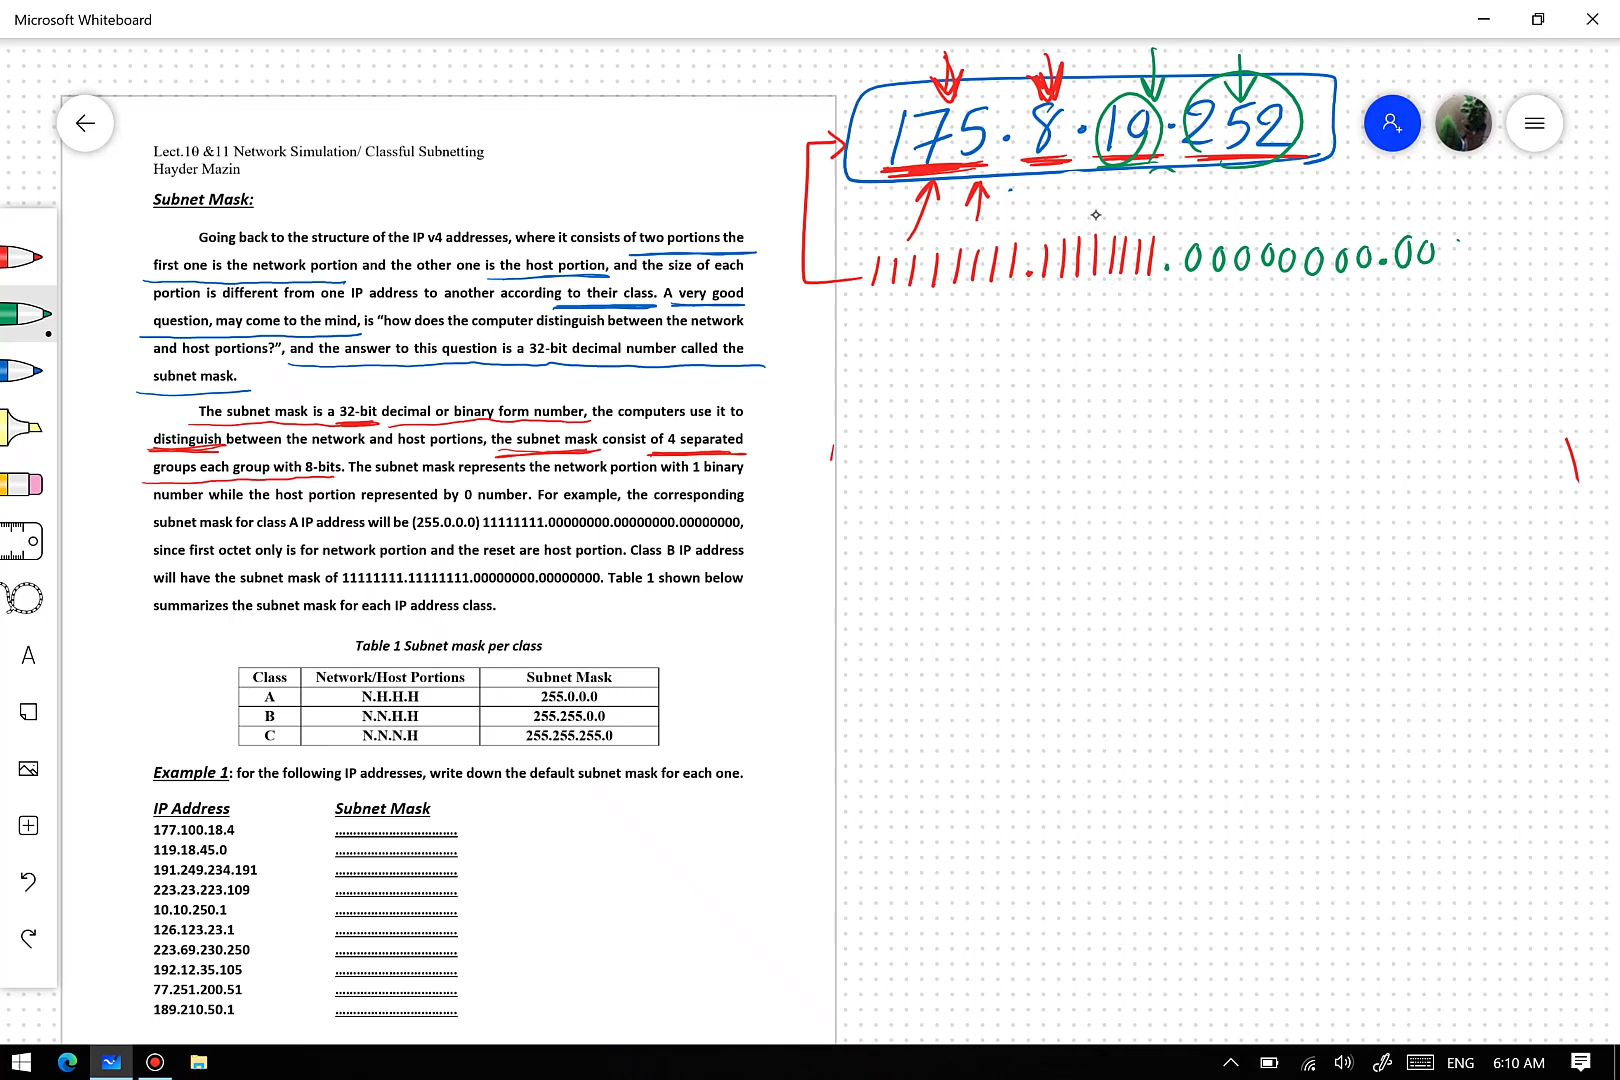 Microsoft Whiteboard
Lect.10 &11 Network Simulation/ Classful Subnetting
Hayder Mazin
Subnet Mask:
Going back to the structure of the IP v4 addresses, where it consists of two portions the
first one is the network portion and the other one is the host portion, and the size of each
portion is different from one IP address to another according to their class. A very good
question, may come to the mind, is “how does the computer distinguish between the network
and host portions?”, and the answer to this question is a 32-bit decimal number called the
subnet mask.
The subnet mask is a 32-bit decimal or binary form number, the computers use it to
distinguish between the network and host portions, the subnet mask consist of 4 separated
groups each group with 8-bits. The subnet mask represents the network portion with 1 binary
number while the host portion represented by 0 number. For example, the corresponding
subnet mask for class A IP address will be (255.0.0.0) 11111111.00000000.00000000.00000000,
since first octet only is for network portion and the reset are host portion. Class B IP address
will have the subnet mask of 11111111.11111111.00000000.00000000. Table 1 shown below
summarizes the subnet mask for each IP address class.
Table 1 Subnet mask per class
Class Network/Host Portions Subnet Mask
A N.H.H.H 255.0.0.0
B N.N.H.H 255.255.0.0
C N.N.N.H 255.255.255.0
Example 1: for the following IP addresses, write down the default subnet mask for each one.
IP Address Subnet Mask
177.100.18.4 ..................................
119.18.45.0 ..................................
191.249.234.191 ..................................
223.23.223.109 ..................................
10.10.250.1 ..................................
126.123.23.1 ..................................
223.69.230.250 ..................................
192.12.35.105 ..................................
77.251.200.51 ..................................
189.210.50.1 ..................................
175.8.19.252
11111111.11111111.00000000.00
A
ENG 6:10 AM